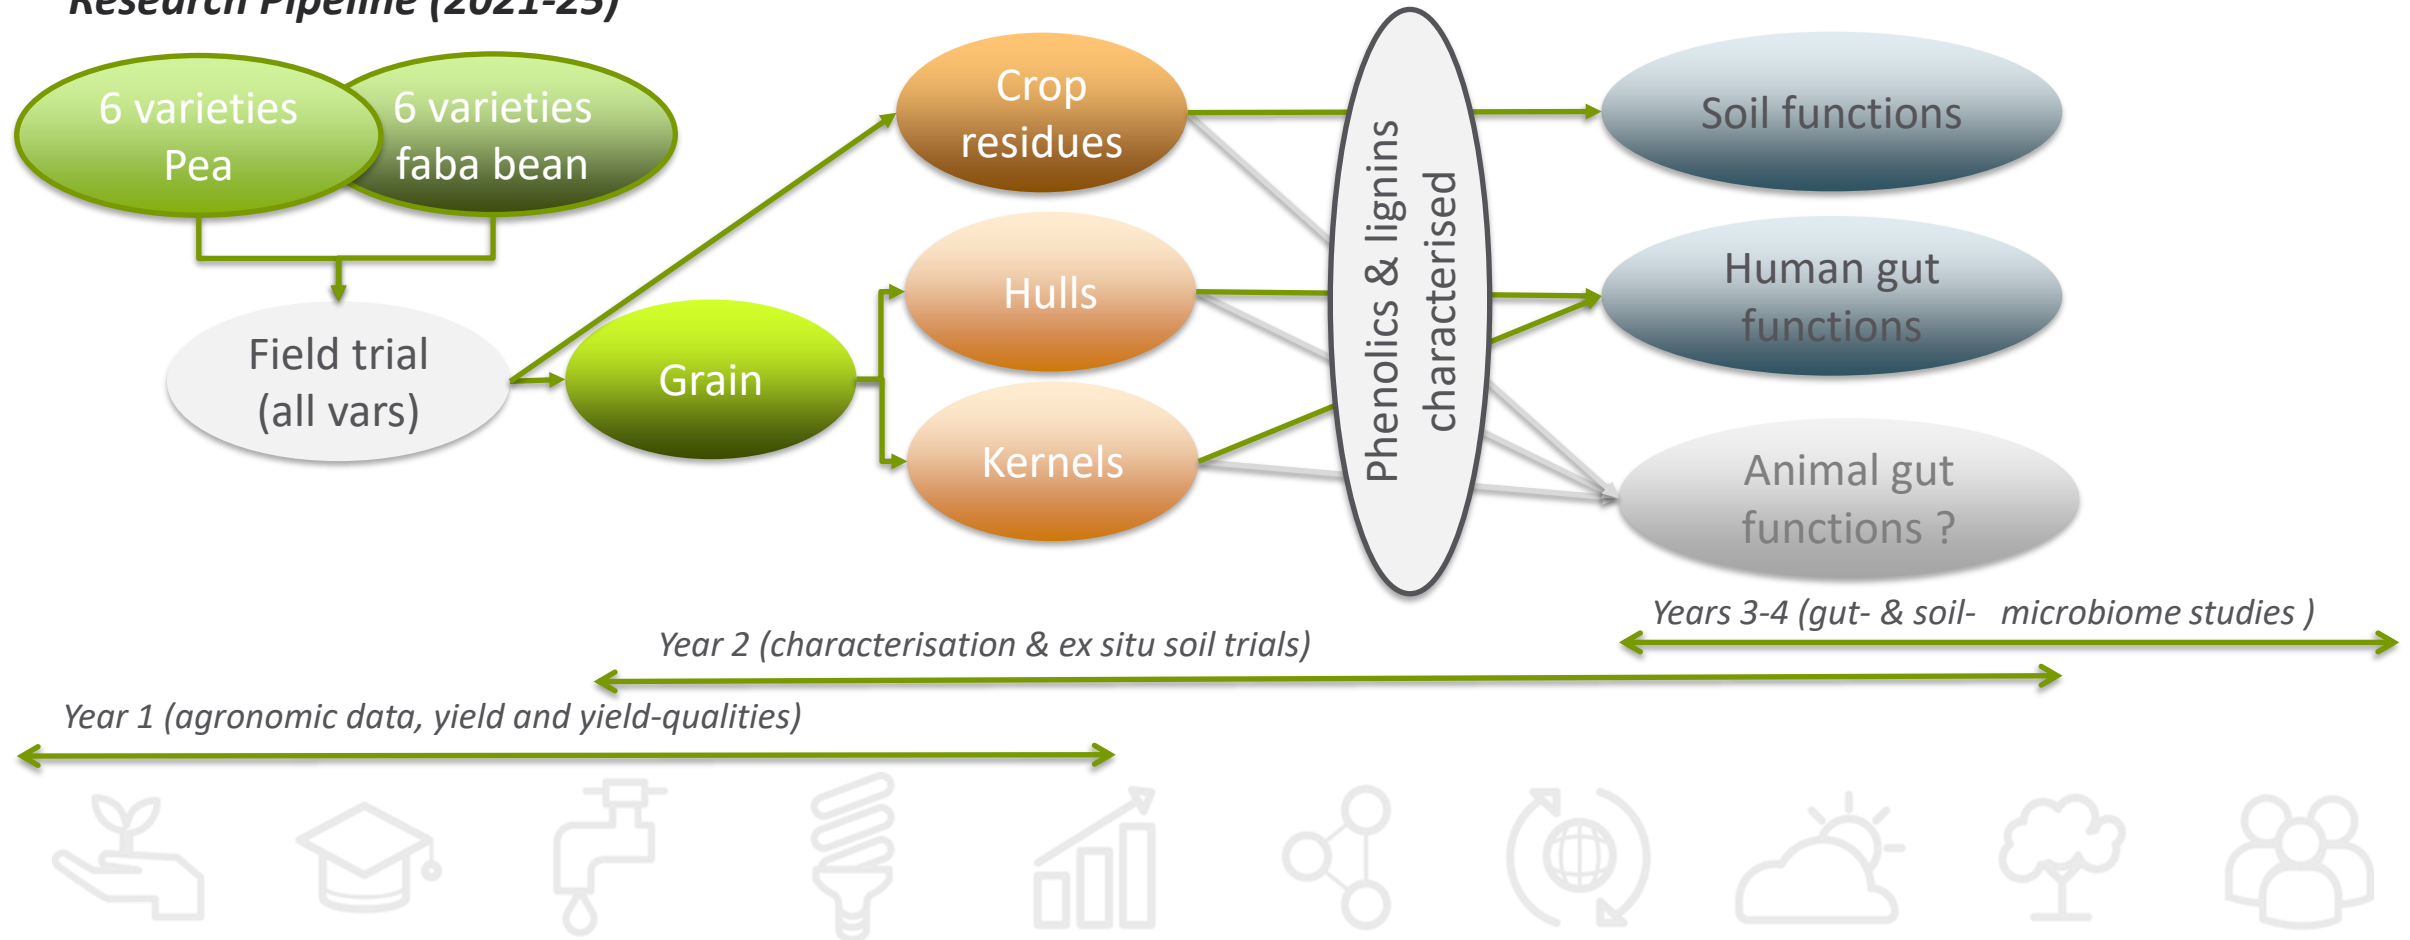 Research Pipeline (2021-25)
6 varieties
Pea
6 varieties
faba bean
Field trial
(all vars)
Grain
Crop
residues
Hulls
Kernels
Phenolics & lignins
characterised
Soil functions
Human gut
functions
Animal gut
functions ?
Years 3-4 (gut- & soil- microbiome studies )
Year 2 (characterisation & ex situ soil trials)
Year 1 (agronomic data, yield and yield-qualities)